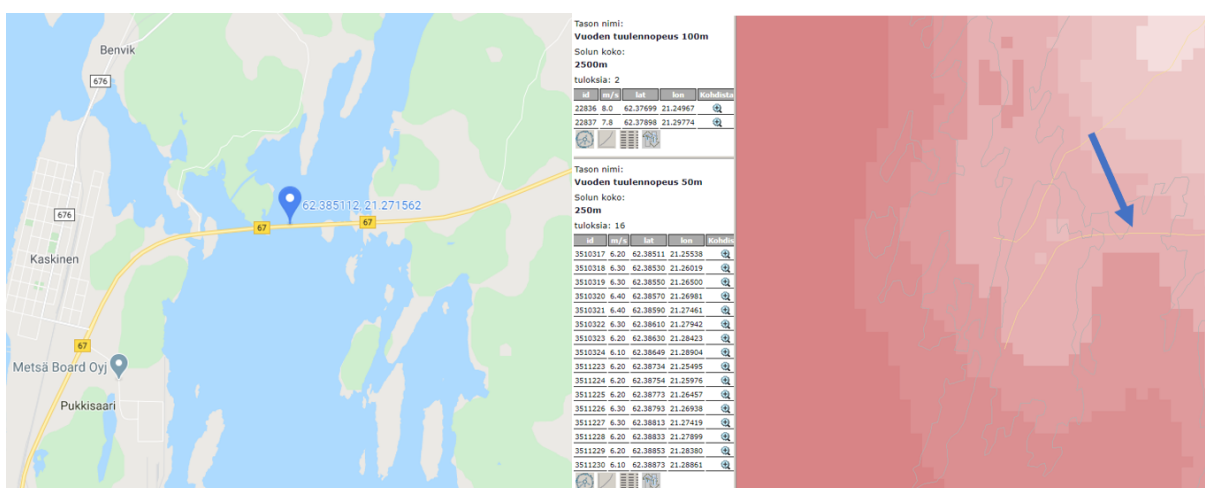 Benvik
676
62.385112, 21.271562
67
67
676
Kaskinen
67
Metsä Board Oyj
Pukkisaari
Tason nimi:
Vuoden tuulennopeus 100m
Solun koko:
2500m
tuloksia: 2
id m/s lat lon Kohdista
22836 8.0 62.37699 21.24967
22837 7.8 62.37898 21.29774
Tason nimi:
Vuoden tuulennopeus 50m
Solun koko:
250m
tuloksia: 16
id m/s lat lon Kohdis
3510317 6.20 62.38511 21.25538
3510318 6.30 62.38530 21.26019
3510319 6.30 62.38550 21.26500
3510320 6.40 62.38570 21.26981
3510321 6.40 62.38590 21.27461
3510322 6.30 62.38610 21.27942
3510323 6.20 62.38630 21.28423
3510324 6.10 62.38649 21.28904
3511223 6.20 62.38734 21.25495
3511224 6.20 62.38754 21.25976
3511225 6.20 62.38773 21.26457
3511226 6.30 62.38793 21.26938
3511227 6.30 62.38813 21.27419
3511228 6.20 62.38833 21.27899
3511229 6.20 62.38853 21.28380
3511230 6.10 62.38873 21.28861